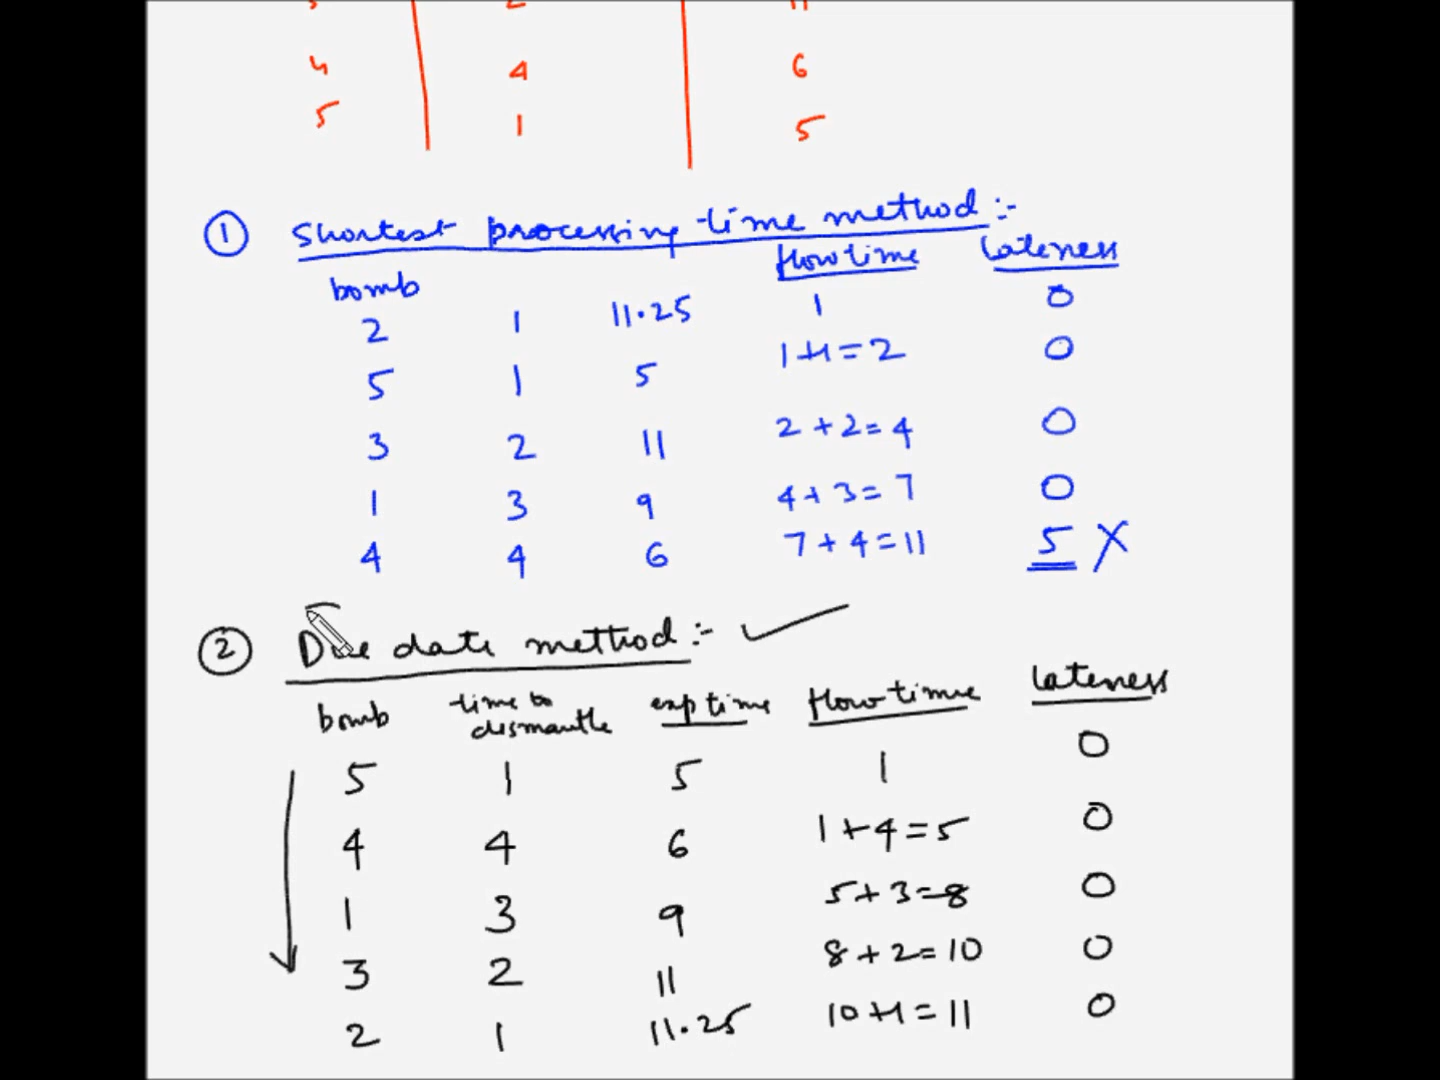 4 4 6
5 1 5
① Shortest processing time method :-
bomb flow time lateness
2 1 11.25 1 0
5 1 5 1+1=2 0
3 2 11 2+2=4 0
1 3 9 4+3=7 0
4 4 6 7+4=11 5 X
② Due date method :- ✓
bomb time to dismantle exp time flow time lateness
5 1 5 1 0
4 4 6 1+4=5 0
1 3 9 5+3=8 0
3 2 11 8+2=10 0
2 1 11.25 10+1=11 0